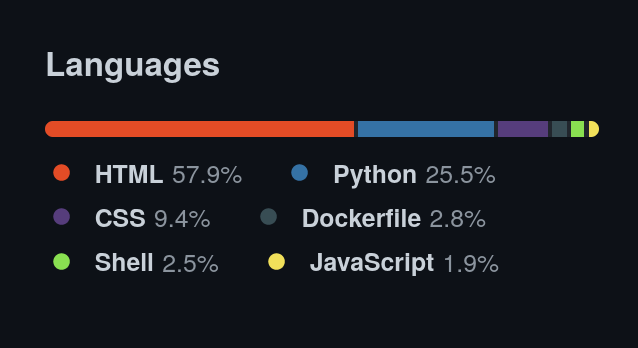 Languages
HTML 57.9% Python 25.5%
CSS 9.4% Dockerfile 2.8%
Shell 2.5% JavaScript 1.9%